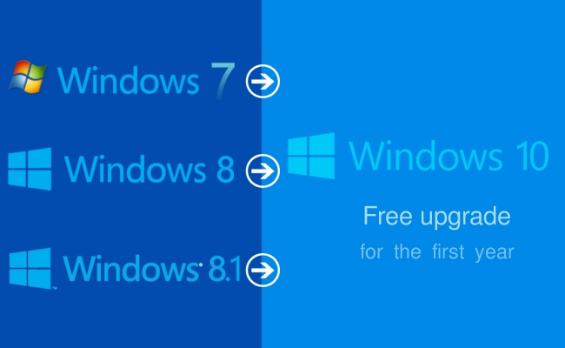 Windows 7
Windows 8
Windows 8.1
Windows 10
Free upgrade
for the first year